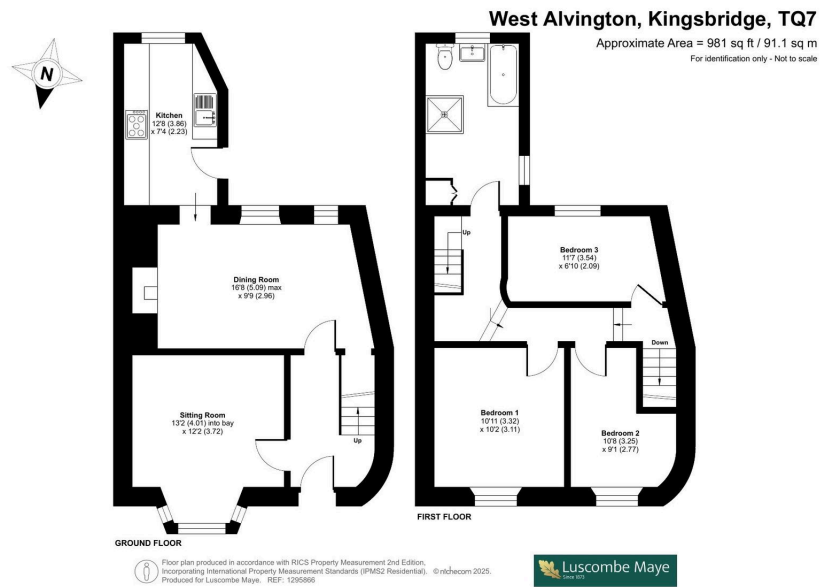 West Alvington, Kingsbridge, TQ7
Approximate Area = 981 sq ft / 91.1 sq m
For identification only - Not to scale
N
Kitchen
12'8 (3.86)
x 7'4 (2.23)
Dining Room
16'8 (5.09) max
x 9'9 (2.96)
Sitting Room
13'2 (4.01) into bay
x 12'2 (3.72)
Up
GROUND FLOOR
Up
Bedroom 3
11'7 (3.54)
x 6'10 (2.09)
Down
Bedroom 1
10'11 (3.32)
x 10'2 (3.11)
Bedroom 2
10'8 (3.25)
x 9'1 (2.77)
FIRST FLOOR
Floor plan produced in accordance with RICS Property Measurement 2nd Edition,
Incorporating International Property Measurement Standards (IPMS2 Residential). © nichecom 2025.
Produced for Luscombe Maye. REF: 1295866
Luscombe Maye
Since 1873